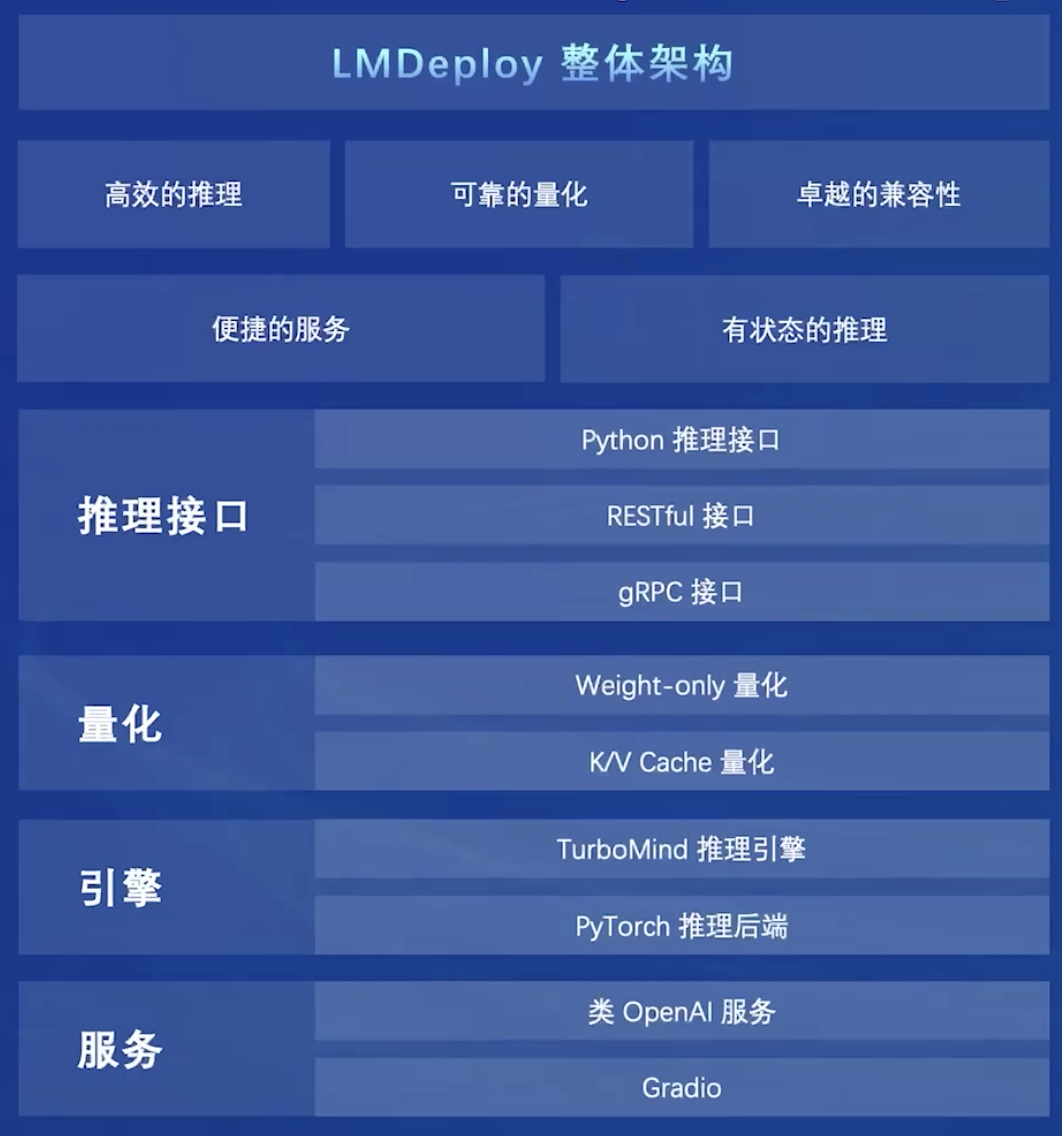 LMDeploy 整体架构
高效的推理
可靠的量化
卓越的兼容性
便捷的服务
有状态的推理
推理接口
Python 推理接口
RESTful 接口
gRPC 接口
量化
Weight-only 量化
K/V Cache 量化
引擎
TurboMind 推理引擎
PyTorch 推理后端
服务
类 OpenAI 服务
Gradio